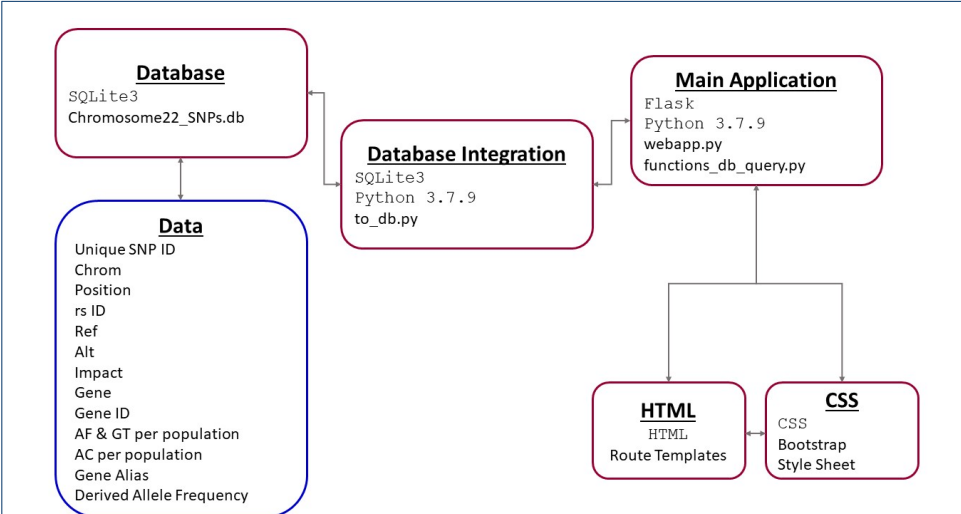 Database
SQLite3
Chromosome22_SNPs.db
Data
Unique SNP ID
Chrom
Position
rs ID
Ref
Alt
Impact
Gene
Gene ID
AF & GT per population
AC per population
Gene Alias
Derived Allele Frequency
Database Integration
SQLite3
Python 3.7.9
to_db.py
Main Application
Flask
Python 3.7.9
webapp.py
functions_db_query.py
HTML
HTML
Route Templates
CSS
CSS
Bootstrap
Style Sheet